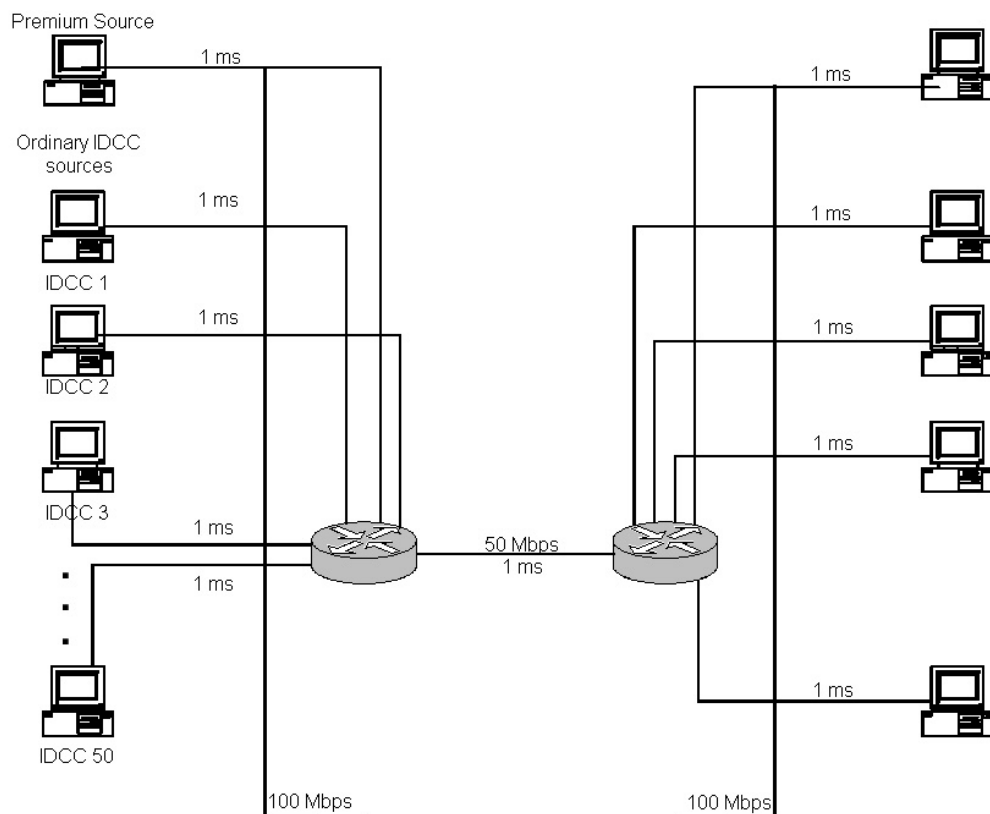 Premium Source
1 ms
1 ms
Ordinary IDCC
sources
1 ms
1 ms
IDCC 1
1 ms
1 ms
IDCC 2
1 ms
IDCC 3
1 ms
50 Mbps
1 ms
1 ms
1 ms
IDCC 50
100 Mbps
100 Mbps